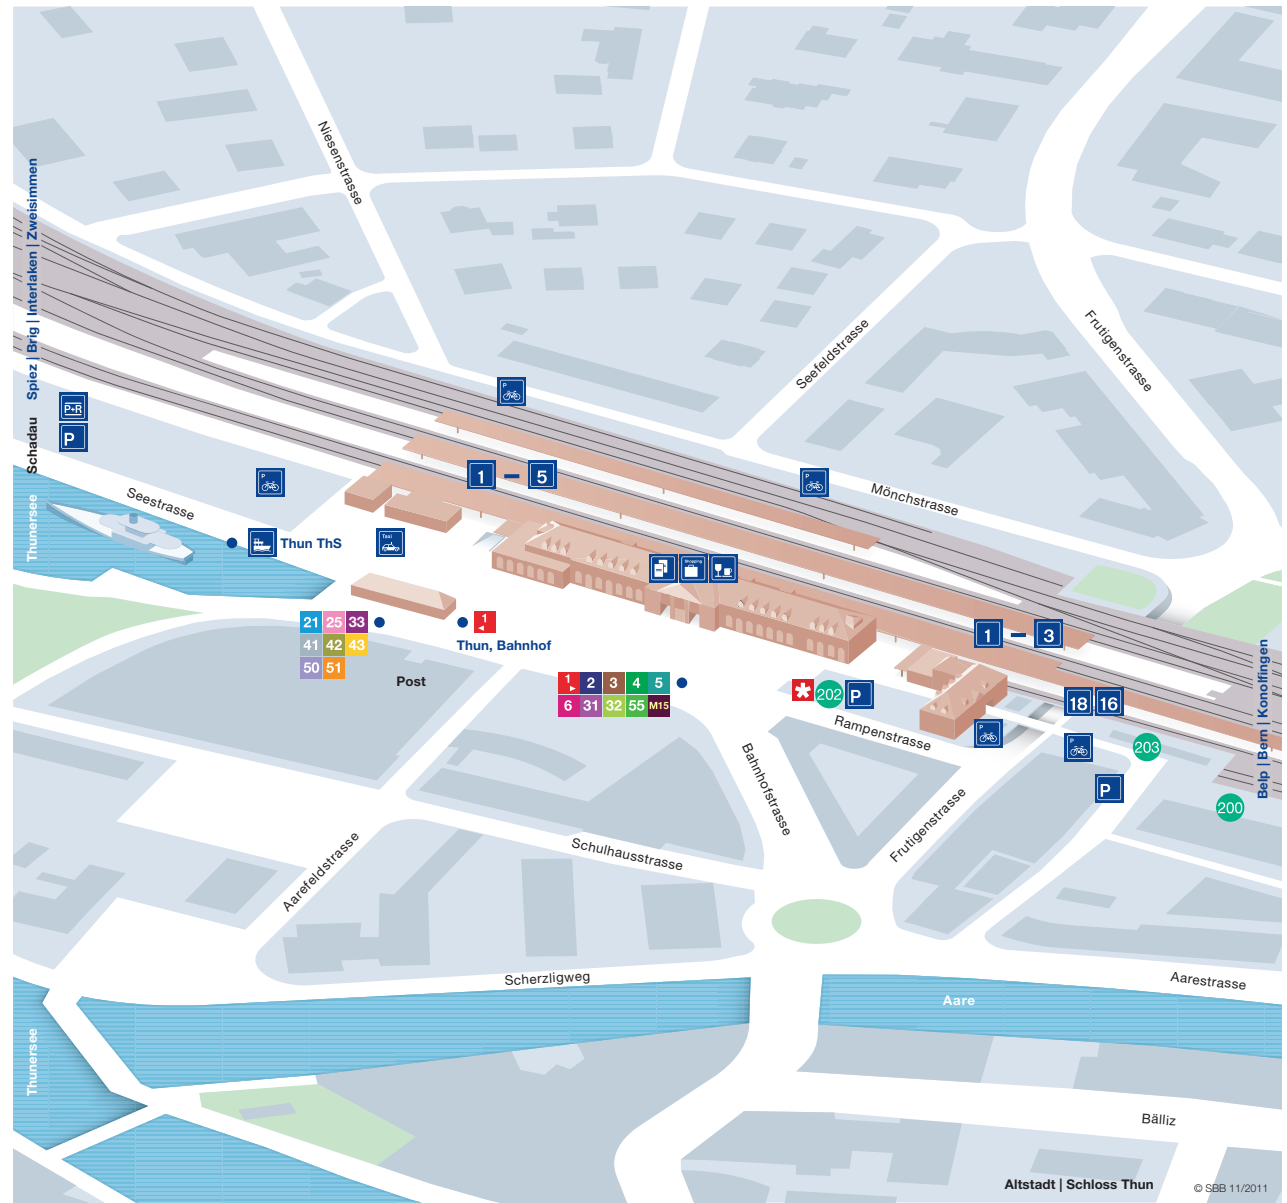 Niesenstrasse
Spiez | Brig | Interlaken | Zweisimmen
Seefeldstrasse
Frutigenstrasse
P+R
P
Schadau
P
1 – 5
P
P
Mönchstrasse
Seestrasse
Thunersee
Thun ThS
Taxi
Shopping
21 25 33
41 42 43
50 51
1
Thun, Bahnhof
1 – 3
Post
1 2 3 4 5
6 31 32 55 M15
202 P
18 16
Belp | Bern | Konolfingen
Rampenstrasse
P
P
203
Bahnhofstrasse
P
200
Frutigenstrasse
Aarefeldstrasse
Schulhausstrasse
Scherzligweg
Aarestrasse
Aare
Thunersee
Bälliz
Altstadt | Schloss Thun
© SBB 11/2011